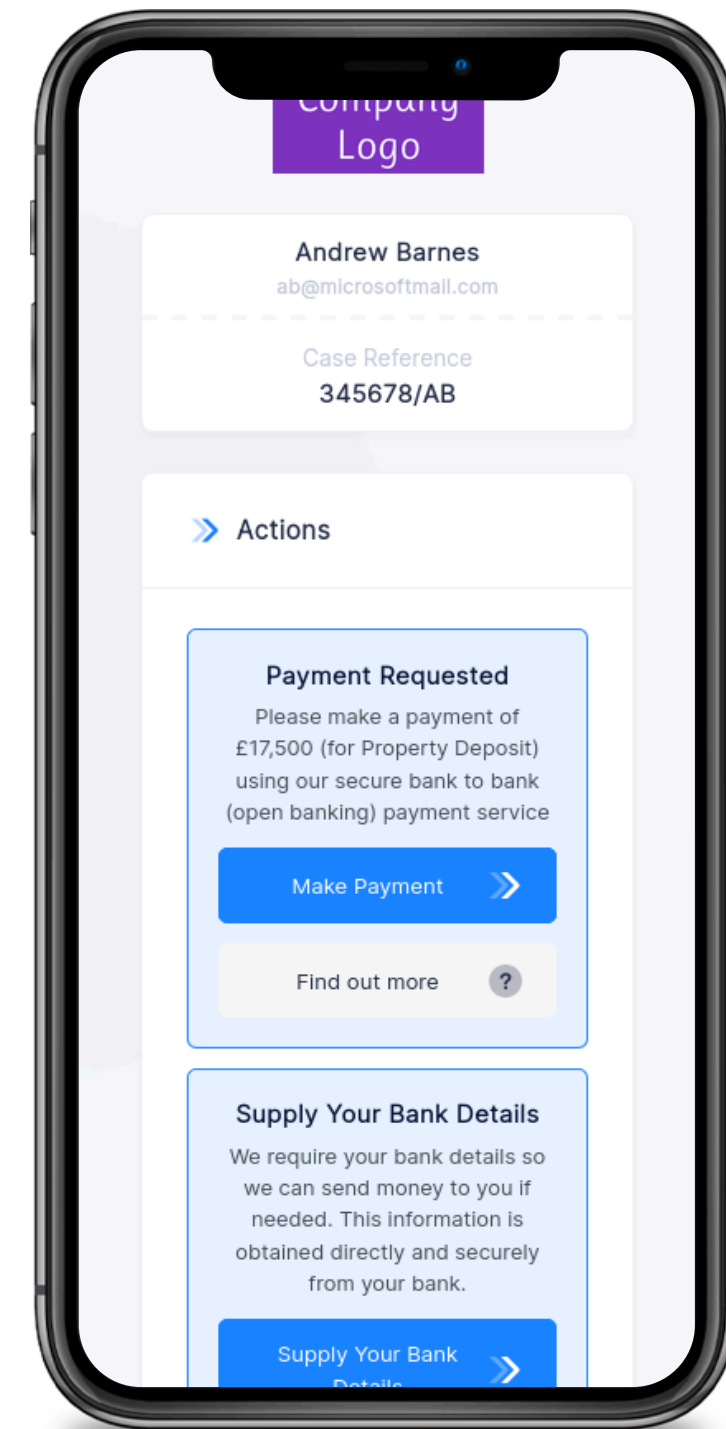 Company
Logo
Andrew Barnes
ab@microsoftmail.com
Case Reference
345678/AB
Actions
Payment Requested
Please make a payment of
£17,500 (for Property Deposit)
using our secure bank to bank
(open banking) payment service
Make Payment
Find out more ?
Supply Your Bank Details
We require your bank details so
we can send money to you if
needed. This information is
obtained directly and securely
from your bank.
Supply Your Bank
Details